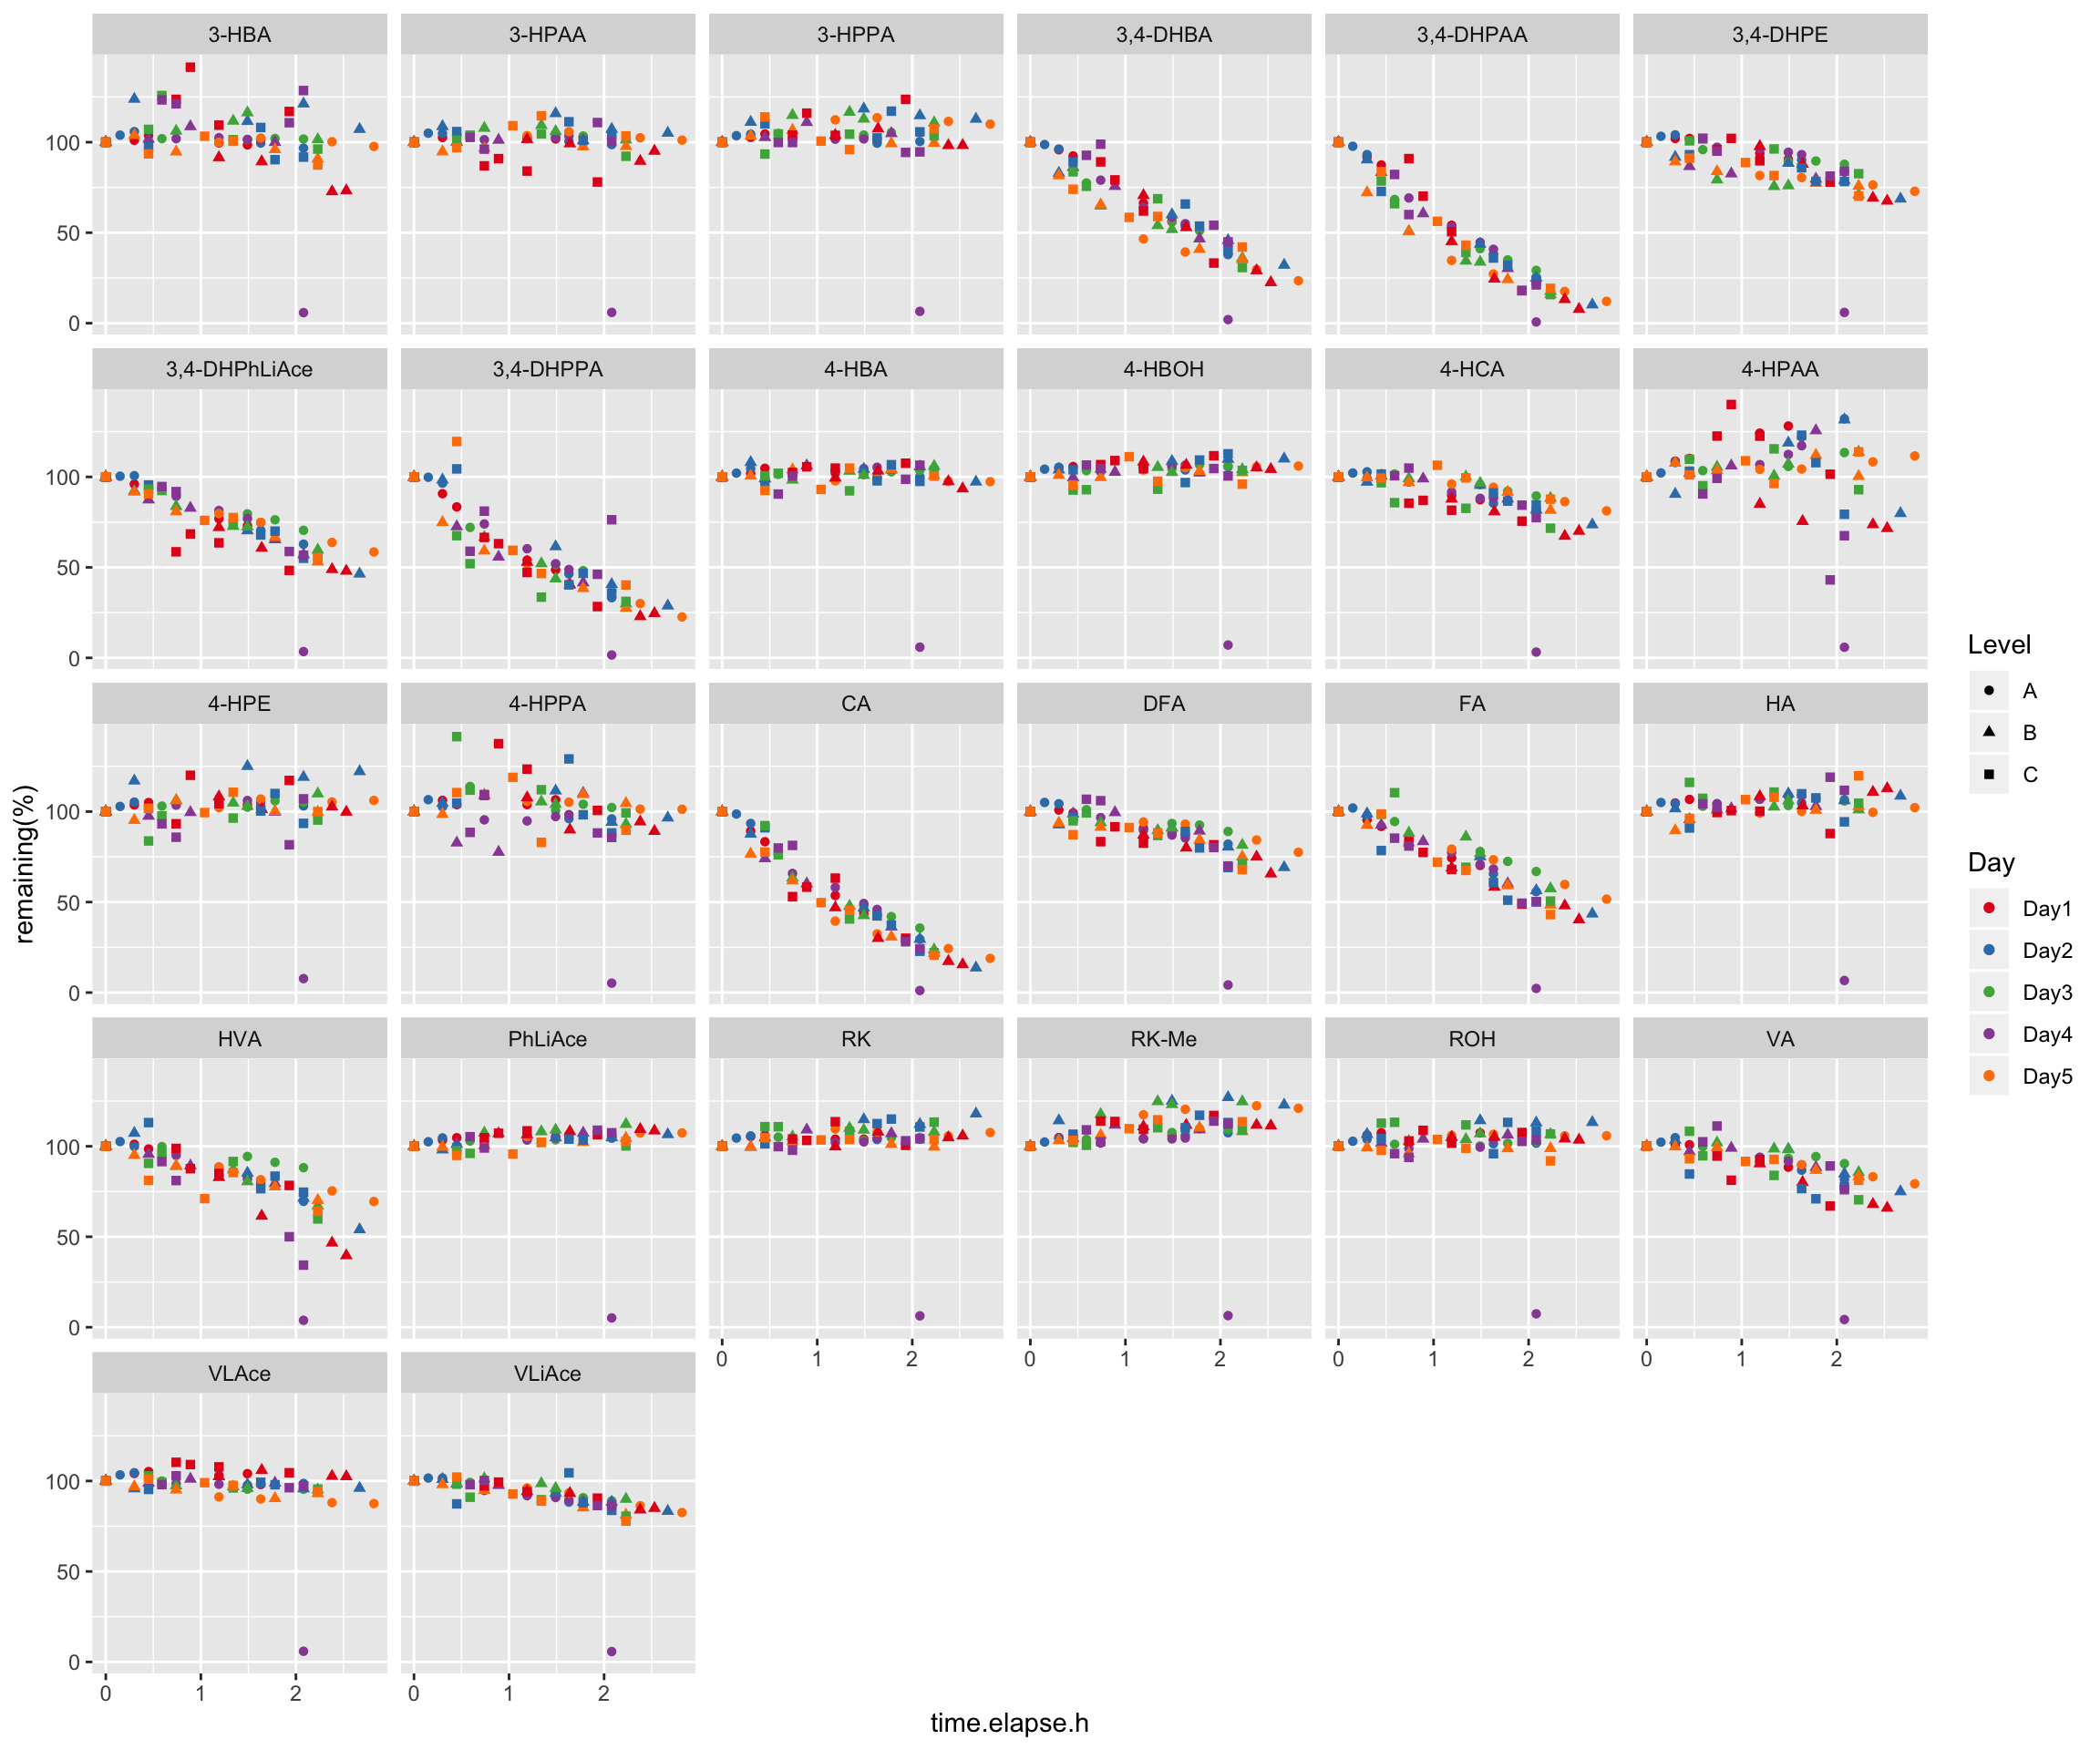 3-HBA
3-HPAA
3-HPPA
3,4-DHBA
3,4-DHPAA
3,4-DHPE
100
50
0
3,4-DHPhLiAce
3,4-DHPPA
4-HBA
4-HBOH
4-HCA
4-HPAA
100
50
0
4-HPE
4-HPPA
CA
DFA
FA
HA
100
50
0
HVA
PhLiAce
RK
RK-Me
ROH
VA
100
50
0
0 1 2
0 1 2
0 1 2
0 1 2
VLAce
VLiAce
100
50
0
0 1 2
0 1 2
remaining(%)
time.elapse.h
Level
A
B
C
Day
Day1
Day2
Day3
Day4
Day5